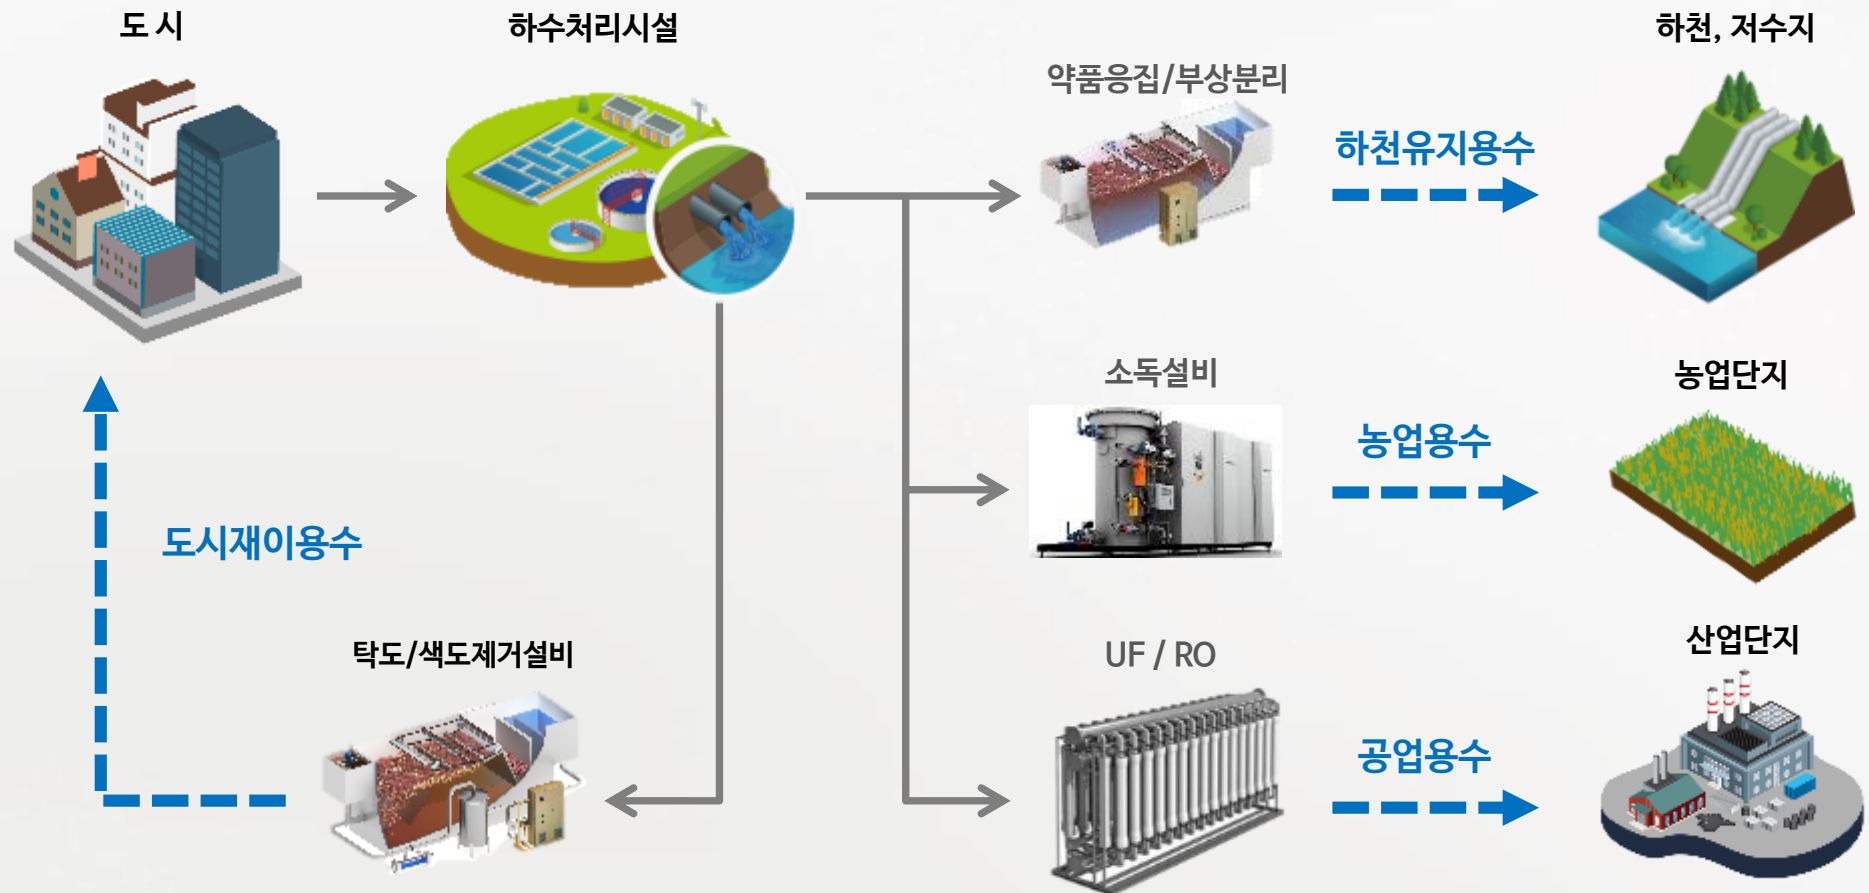 도 시
하수처리시설
약품응집/부상분리
하천유지용수
하천, 저수지
소독설비
농업용수
농업단지
도시재이용수
탁도/색도제거설비
UF / RO
공업용수
산업단지